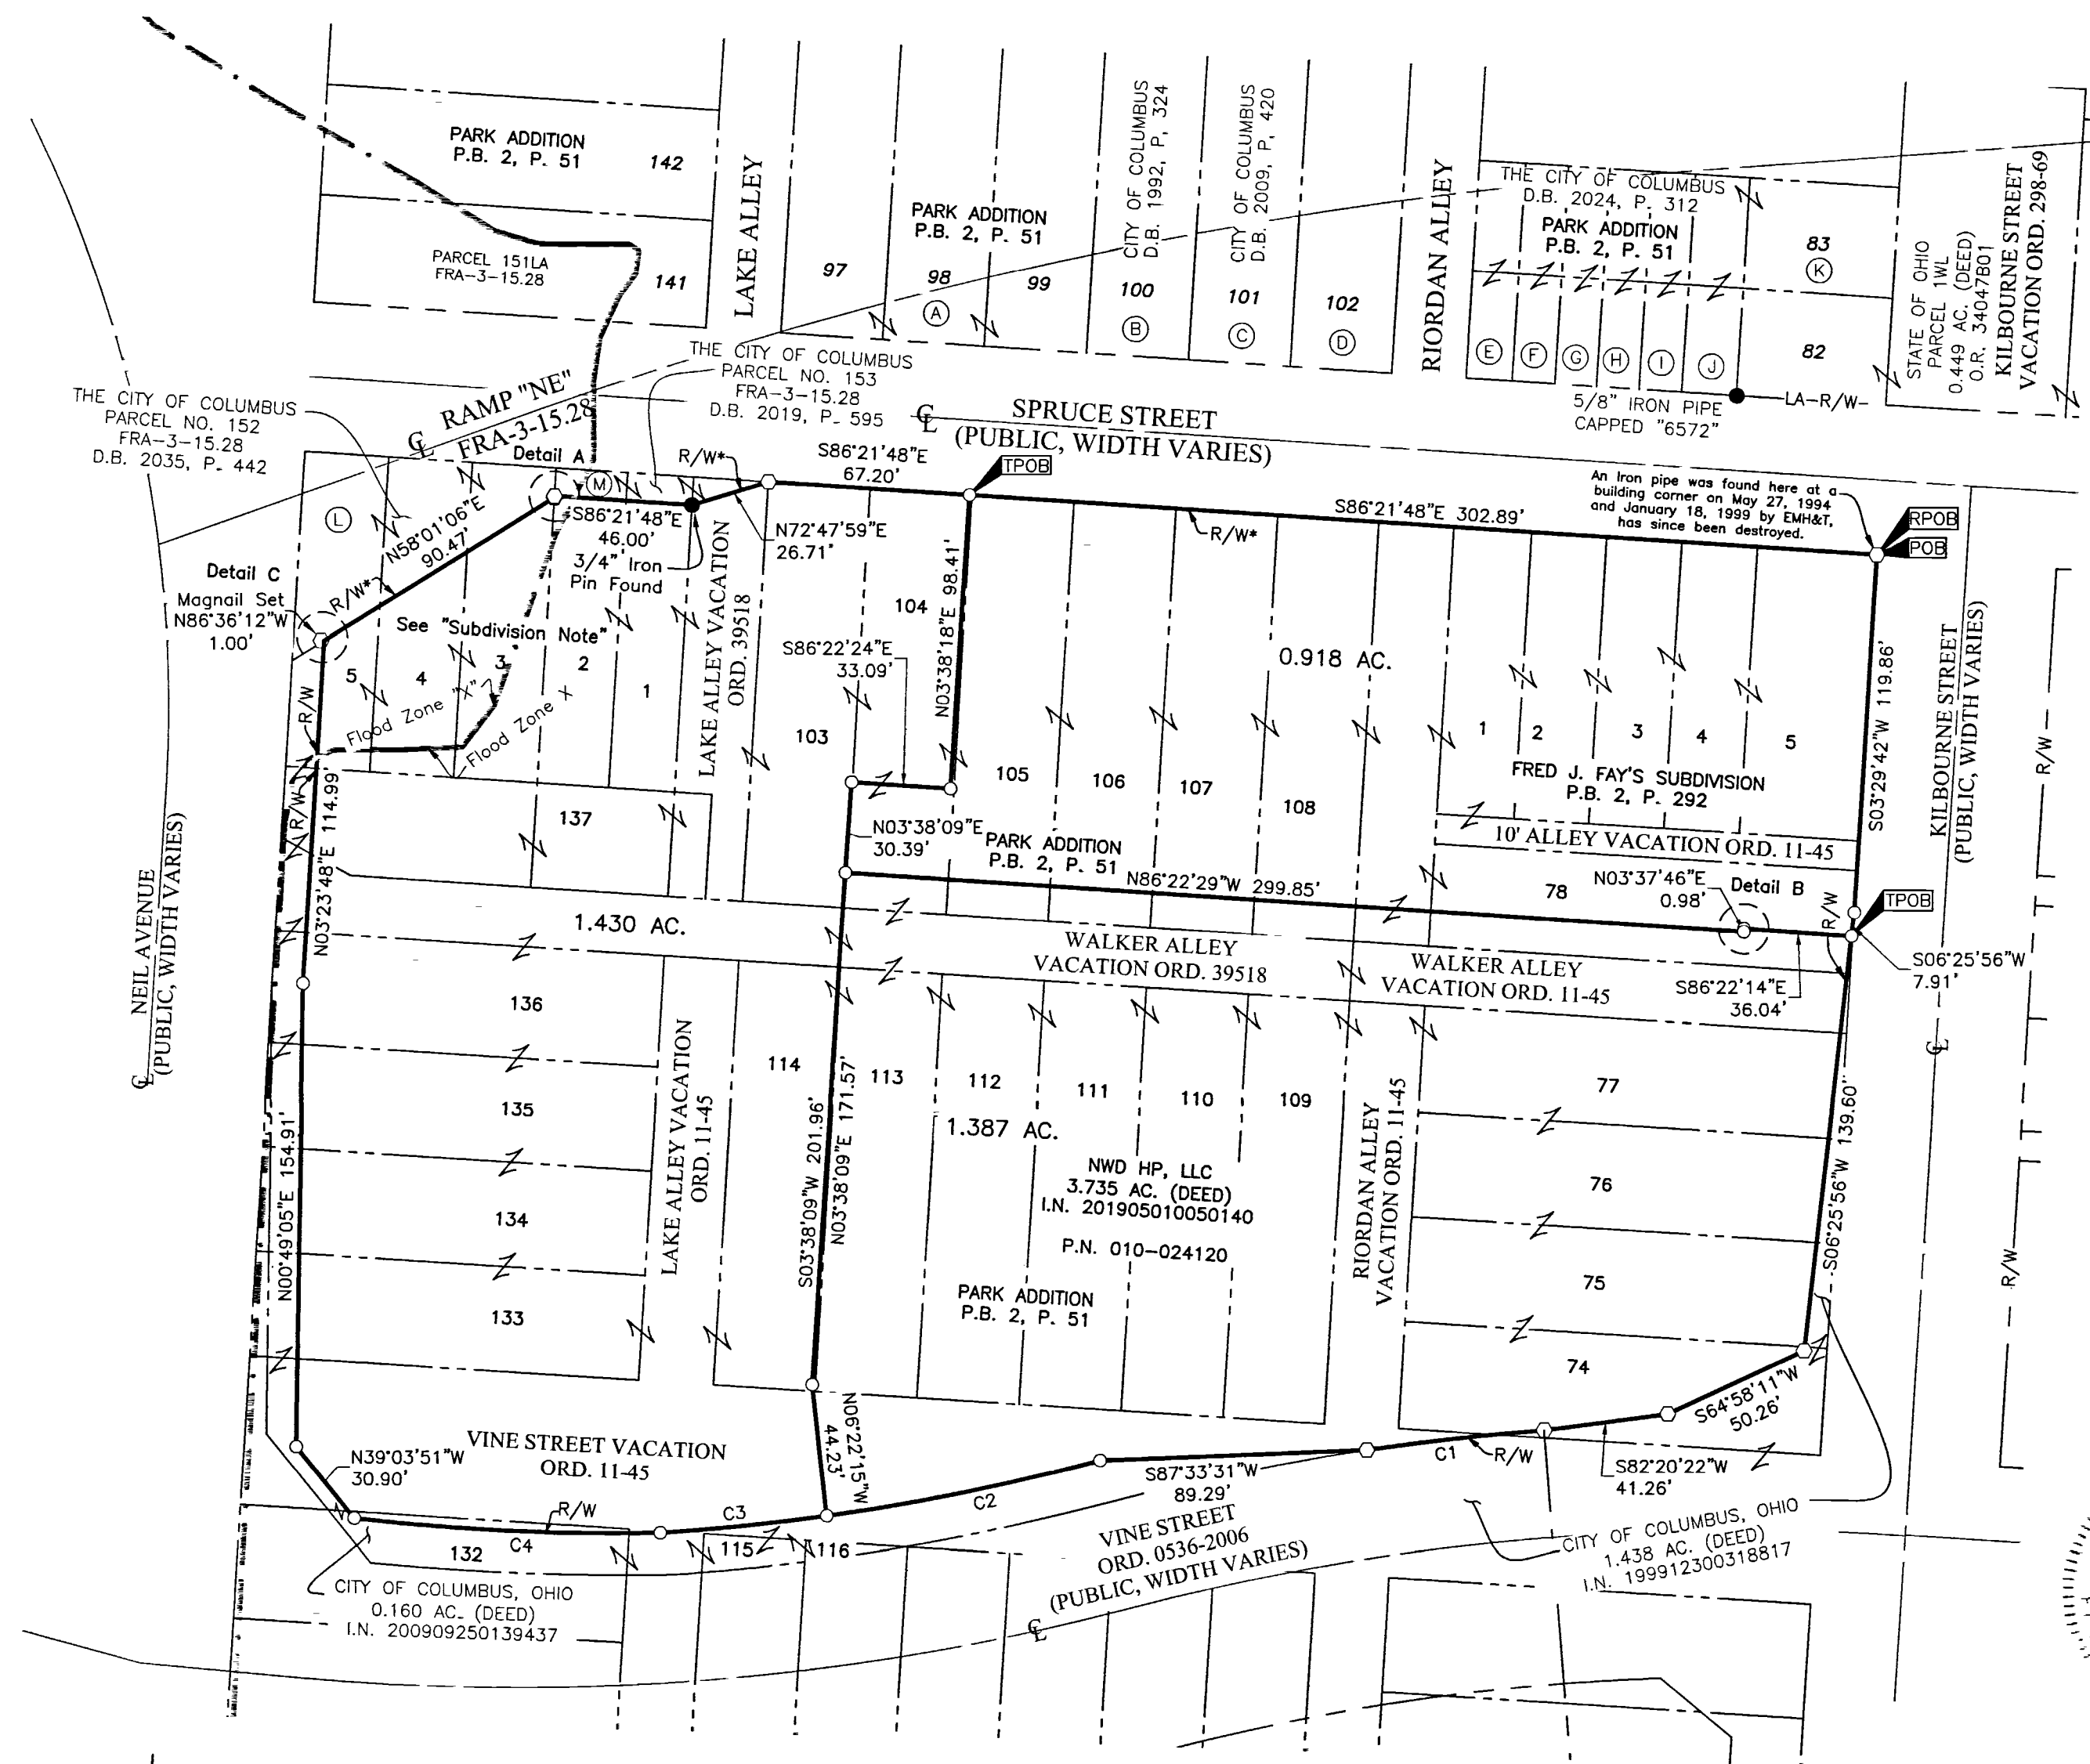 PARK ADDITION
P.B. 2, P. 51
142
PARCEL 151LA
FRA-3-15.28
141
LAKE ALLEY
97
98
99
PARK ADDITION
P.B. 2, P. 51
A
CITY OF COLUMBUS
D.B. 1992, P, 324
100
B
CITY OF COLUMBUS
D.B. 2009, P, 420
101
C
102
D
RIORDAN ALLEY
THE CITY OF COLUMBUS
D.B. 2024, P. 312
PARK ADDITION
P.B. 2, P. 51
E
F
G
H
I
J
83
K
82
STATE OF OHIO
PARCEL 1WL
0.449 AC. (DEED)
O.R. 34047B01
KILBOURNE STREET
VACATION ORD. 298-69
5/8" IRON PIPE
CAPPED "6572"
LA-R/W
THE CITY OF COLUMBUS
PARCEL NO. 152
FRA-3-15.28
D.B. 2035, P. 442
RAMP "NE"
FRA-3-15.28
THE CITY OF COLUMBUS
PARCEL NO. 153
FRA-3-15.28
D.B. 2019, P. 595
SPRUCE STREET
(PUBLIC, WIDTH VARIES)
Detail A
M
L
R/W*
S86°21'48"E
67.20'
TPOB
S86°21'48"E 302.89'
R/W*
An Iron pipe was found here at a
building corner on May 27, 1994
and January 18, 1999 by EMH&T,
has since been destroyed.
RPOB
POB
N58°01'06"E
90.47'
S86°21'48"E
46.00'
3/4" Iron
Pin Found
N72°47'59"E
26.71'
Detail C
Magnail Set
N86°36'12"W
1.00'
R/W*
See "Subdivision Note"
5
4
3
2
1
Flood Zone "X"
Flood Zone X
R/W
R/W
LAKE ALLEY VACATION
ORD. 39518
104
103
S86°22'24"E
33.09'
N03°38'18"E 98.41'
0.918 AC.
105
106
107
108
1
2
3
4
5
FRED J. FAY'S SUBDIVISION
P.B. 2, P. 292
10' ALLEY VACATION ORD. 11-45
S03°29'42"W 119.86'
KILBOURNE STREET
(PUBLIC, WIDTH VARIES)
R/W
137
N03°38'09"E
30.39'
PARK ADDITION
P.B. 2, P. 51
N86°22'29"W 299.85'
78
N03°37'46"E
0.98'
Detail B
R/W
TPOB
S06°25'56"W
7.91'
S86°22'14"E
36.04'
NEIL AVENUE
(PUBLIC, WIDTH VARIES)
N03°23'48"E 114.99'
1.430 AC.
WALKER ALLEY
VACATION ORD. 39518
WALKER ALLEY
VACATION ORD. 11-45
136
135
134
133
LAKE ALLEY VACATION
ORD. 11-45
114
113
112
111
110
109
1.387 AC.
S03°38'09"W 201.96'
N03°38'09"E 171.57'
NWD HP, LLC
3.735 AC. (DEED)
I.N. 201905010050140
P.N. 010-024120
PARK ADDITION
P.B. 2, P. 51
RIORDAN ALLEY
VACATION ORD. 11-45
77
76
75
74
S06°25'56"W 139.60'
R/W
N00°49'05"E 154.91'
N39°03'51"W
30.90'
VINE STREET VACATION
ORD. 11-45
N06°22'15"W
44.23'
S64°58'11"W
50.26'
S87°33'31"W
89.29'
C1
R/W
S82°20'22"W
41.26'
C2
C3
R/W
C4
132
115
116
VINE STREET
ORD. 0536-2006
(PUBLIC, WIDTH VARIES)
CITY OF COLUMBUS, OHIO
1.438 AC. (DEED)
I.N. 199912300318817
CITY OF COLUMBUS, OHIO
0.160 AC. (DEED)
I.N. 200909250139437